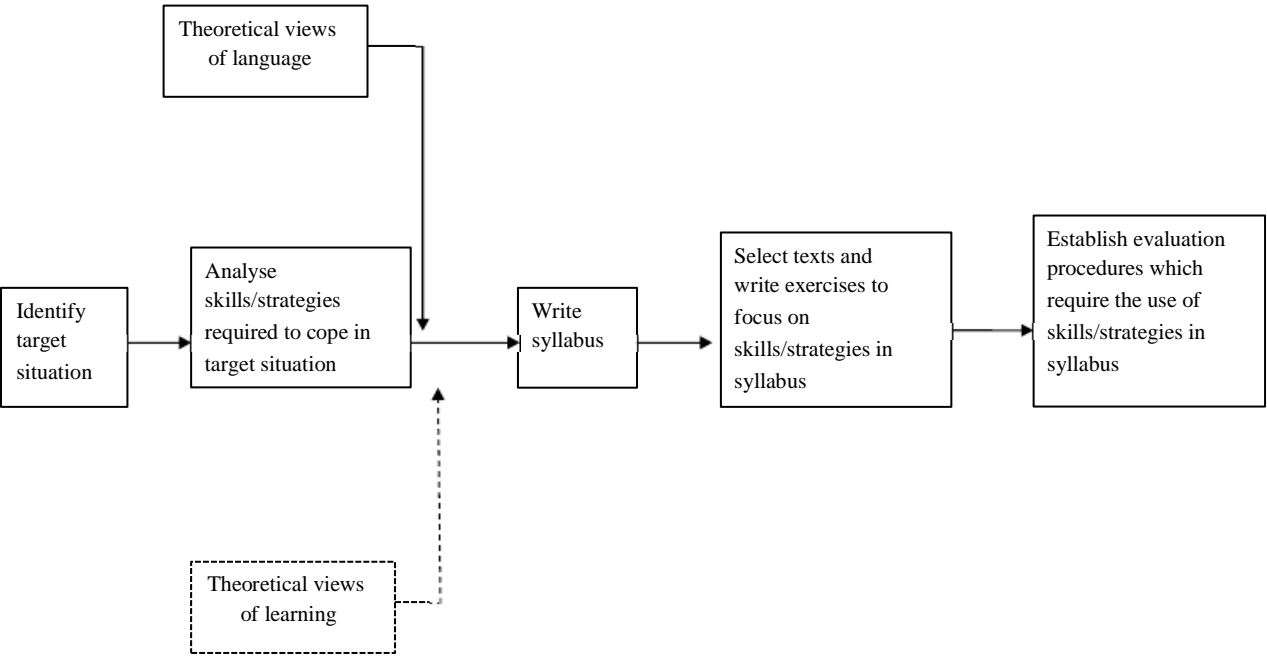 Theoretical views
of language
Identify
target
situation
Analyse
skills/strategies
required to cope in
target situation
Write
syllabus
Select texts and
write exercises to
focus on
skills/strategies in
syllabus
Establish evaluation
procedures which
require the use of
skills/strategies in
syllabus
Theoretical views
of learning